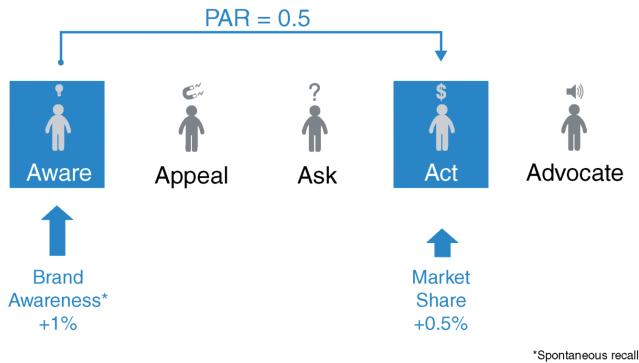 PAR = 0.5
?
$
Aware
Appeal
Ask
Act
Advocate
Brand
Awareness*
+1%
Market
Share
+0.5%
*Spontaneous recall